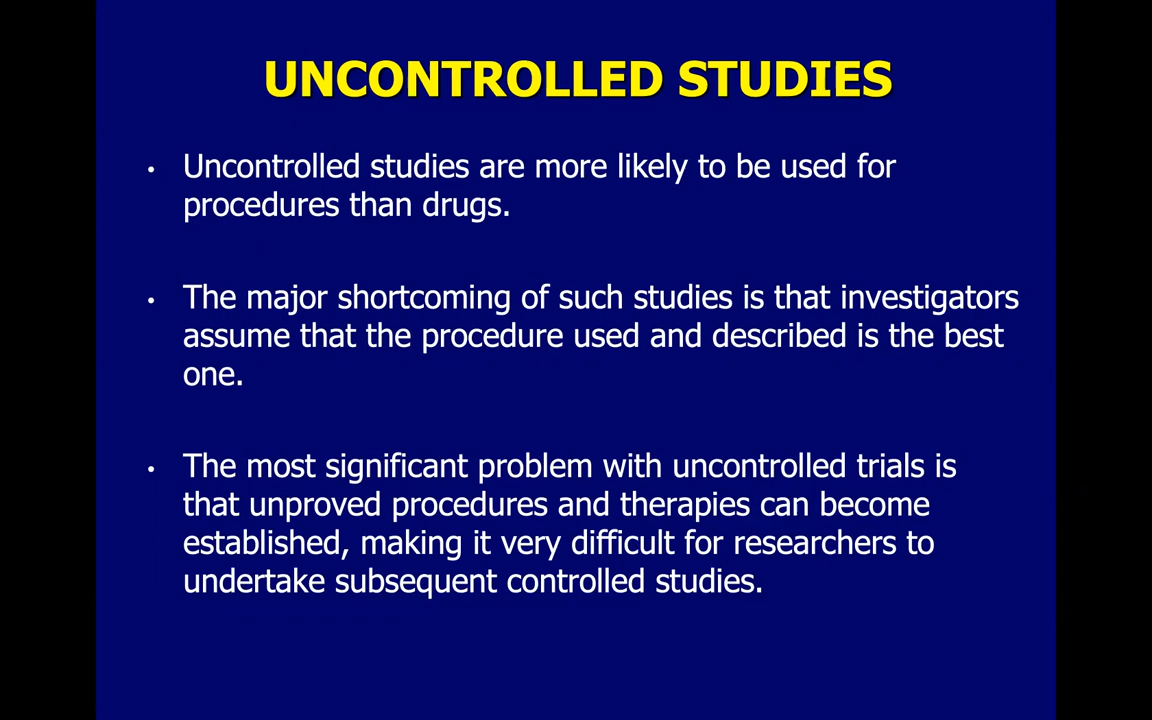 UNCONTROLLED STUDIES
• Uncontrolled studies are more likely to be used for
procedures than drugs.
• The major shortcoming of such studies is that investigators
assume that the procedure used and described is the best
one.
• The most significant problem with uncontrolled trials is
that unproved procedures and therapies can become
established, making it very difficult for researchers to
undertake subsequent controlled studies.